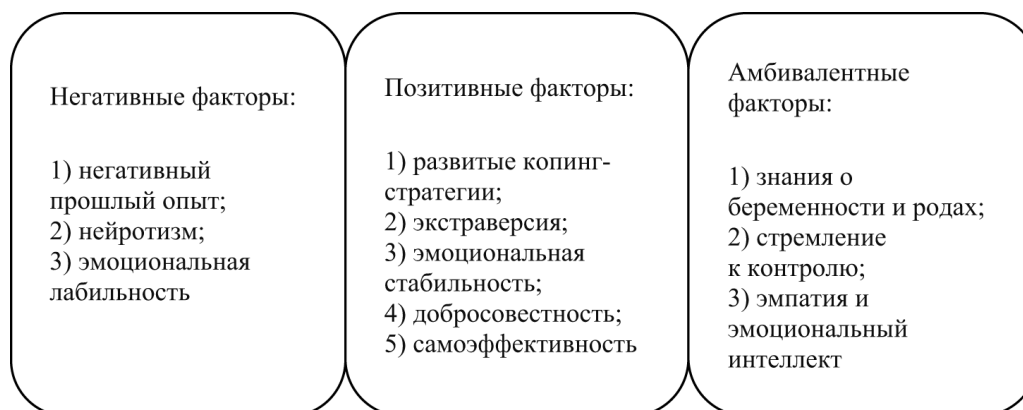 Негативные факторы:
1) негативный
прошлый опыт;
2) нейротизм;
3) эмоциональная
лабильность
Позитивные факторы:
1) развитые копинг-
стратегии;
2) экстраверсия;
3) эмоциональная
стабильность;
4) добросовестность;
5) самоэффективность
Амбивалентные
факторы:
1) знания о
беременности и родах;
2) стремление
к контролю;
3) эмпатия и
эмоциональный
интеллект